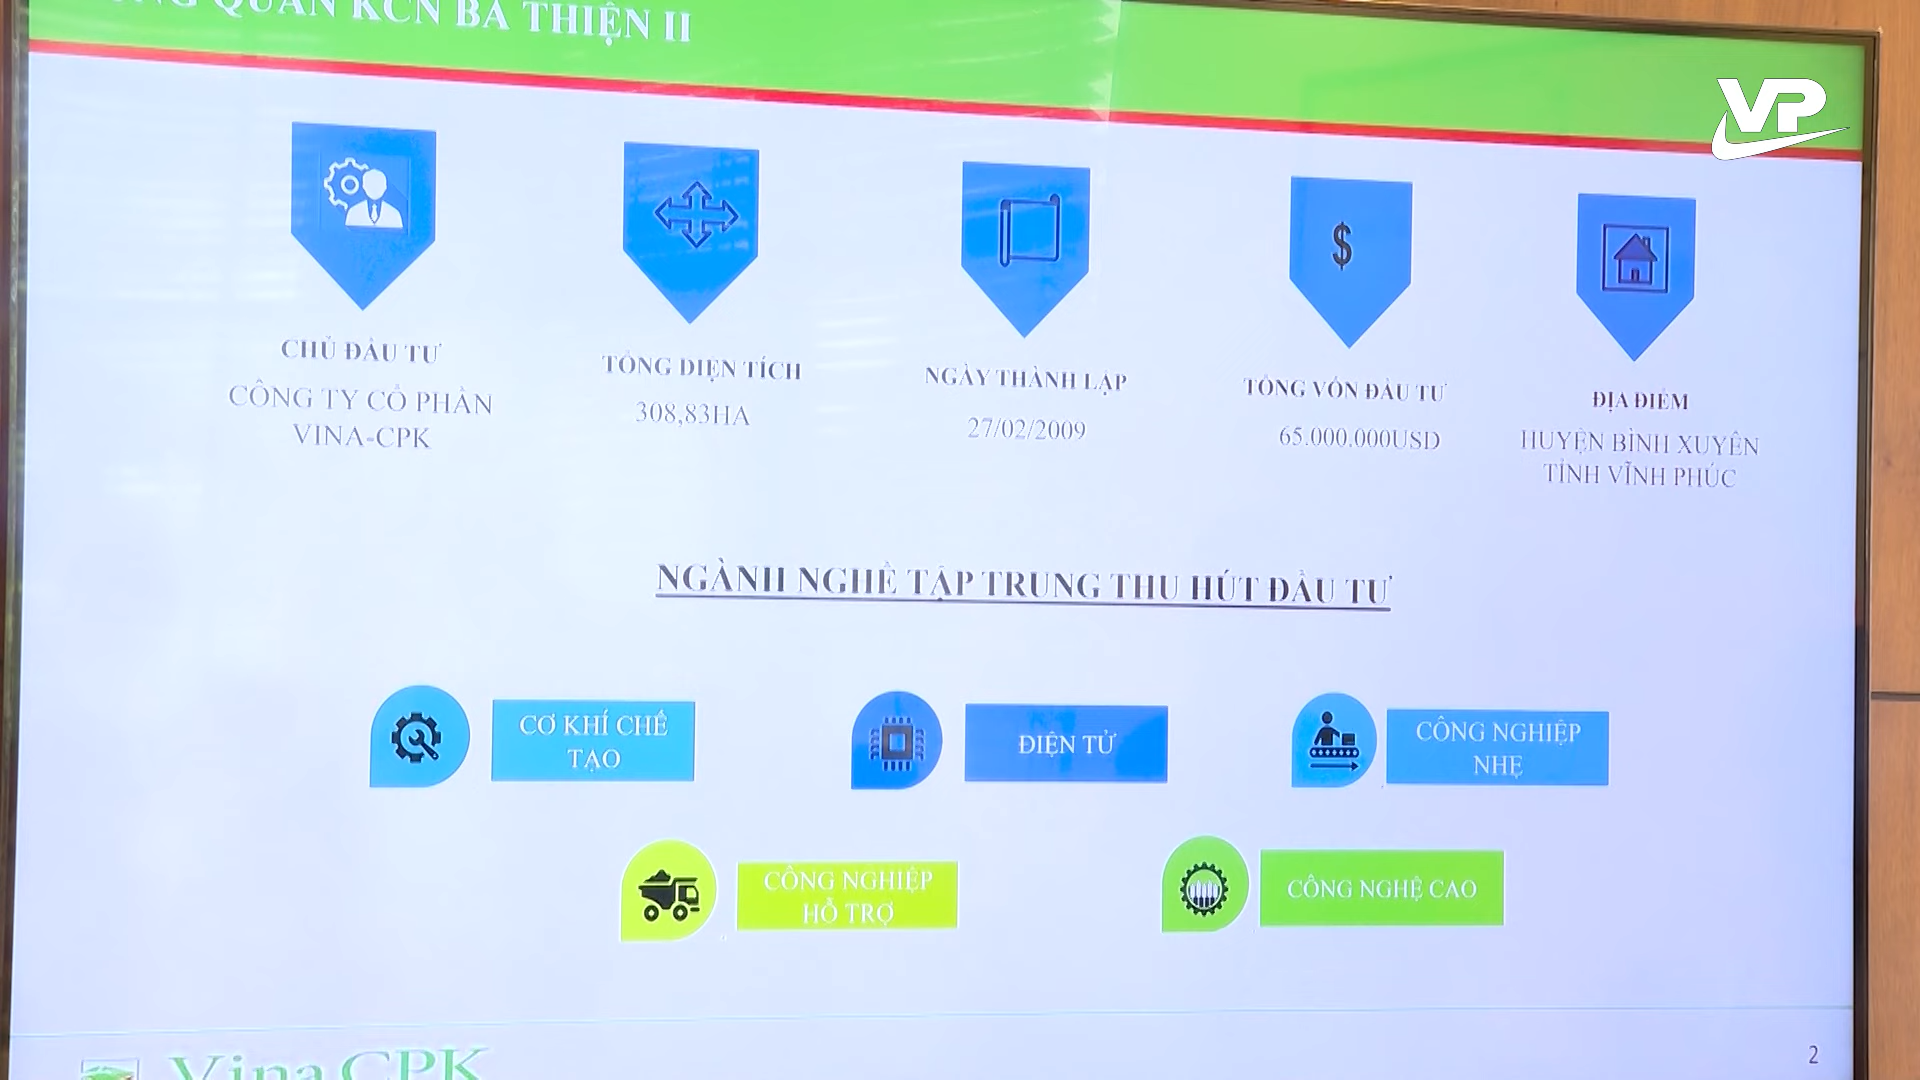 QUAN KCN BÁ THIỆN II
VP
CHỦ ĐẦU TƯ
CÔNG TY CỔ PHẦN
VINA-CPK
TỔNG DIỆN TÍCH
308,83HA
NGÀY THÀNH LẬP
27/02/2009
$
TỔNG VỐN ĐẦU TƯ
65.000.000USD
ĐỊA ĐIỂM
HUYỆN BÌNH XUYÊN
TỈNH VĨNH PHÚC
NGÀNH NGHỀ TẬP TRUNG THU HÚT ĐẦU TƯ
CƠ KHÍ CHẾ
TẠO
ĐIỆN TỬ
CÔNG NGHIỆP
NHẸ
CÔNG NGHIỆP
HỖ TRỢ
CÔNG NGHỆ CAO
Vina CPK
2